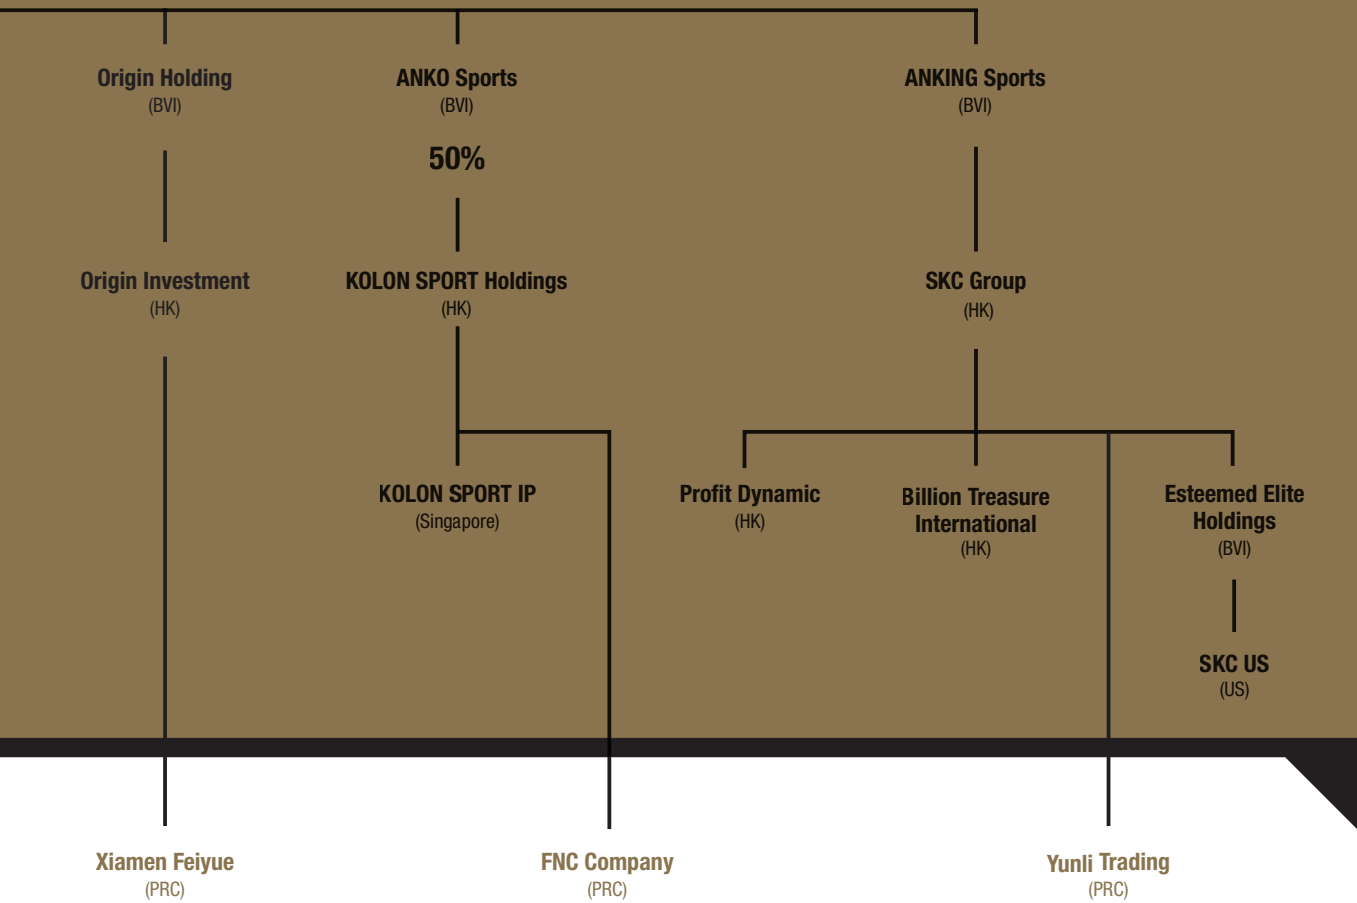 Origin Holding
(BVI)
ANKO Sports
(BVI)
50%
ANKING Sports
(BVI)
Origin Investment
(HK)
KOLON SPORT Holdings
(HK)
SKC Group
(HK)
KOLON SPORT IP
(Singapore)
Profit Dynamic
(HK)
Billion Treasure
International
(HK)
Esteemed Elite
Holdings
(BVI)
SKC US
(US)
Xiamen Feiyue
(PRC)
FNC Company
(PRC)
Yunli Trading
(PRC)